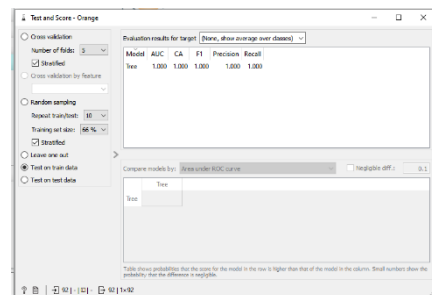 Test and Score - Orange
Cross validation
Number of folds: 5
Stratified
Cross validation by feature
Random sampling
Repeat train/test: 10
Training set size: 66 %
Stratified
Leave one out
Test on train data
Test on test data
Evaluation results for target (None, show average over classes)
Model AUC CA F1 Precision Recall
Tree 1.000 1.000 1.000 1.000 1.000
Compare models by: Area under ROC curve
Negligible diff.: 0.1
Tree
Tree
Table shows probabilities that the score for the model in the row is higher than that of the model in the column. Small numbers show the
probability that the difference is negligible.
92 | - | 
92 | 1×92